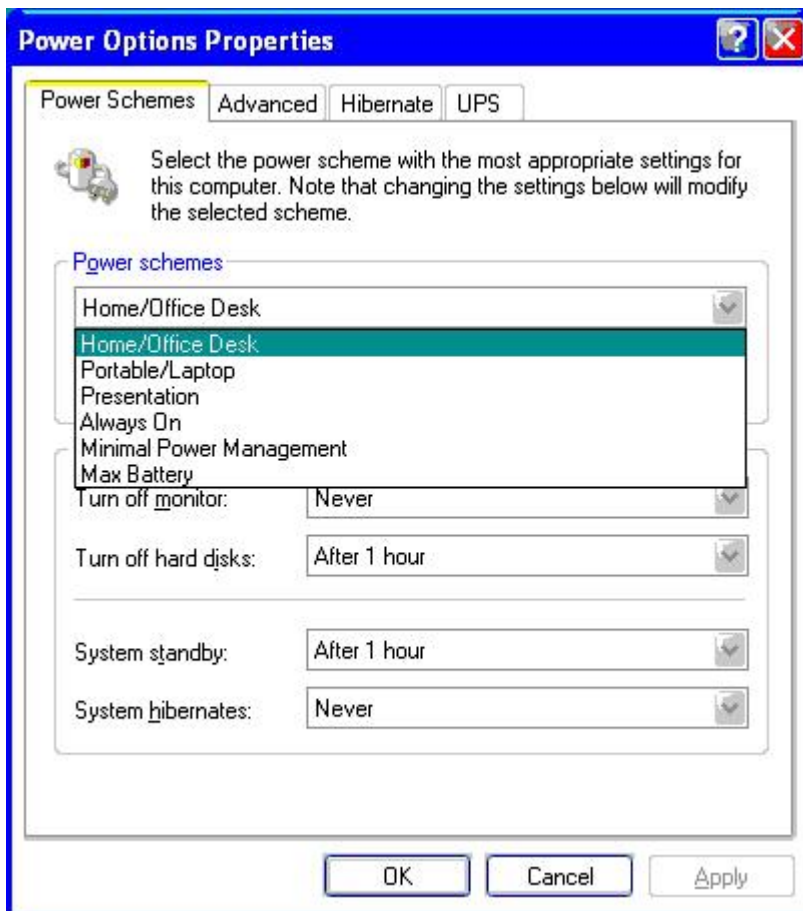 Power Options Properties
Power Schemes Advanced Hibernate UPS
Select the power scheme with the most appropriate settings for
this computer. Note that changing the settings below will modify
the selected scheme.
Power schemes
Home/Office Desk
Home/Office Desk
Portable/Laptop
Presentation
Always On
Minimal Power Management
Max Battery
Turn off monitor: Never
Turn off hard disks: After 1 hour
System standby: After 1 hour
System hibernates: Never
OK Cancel Apply